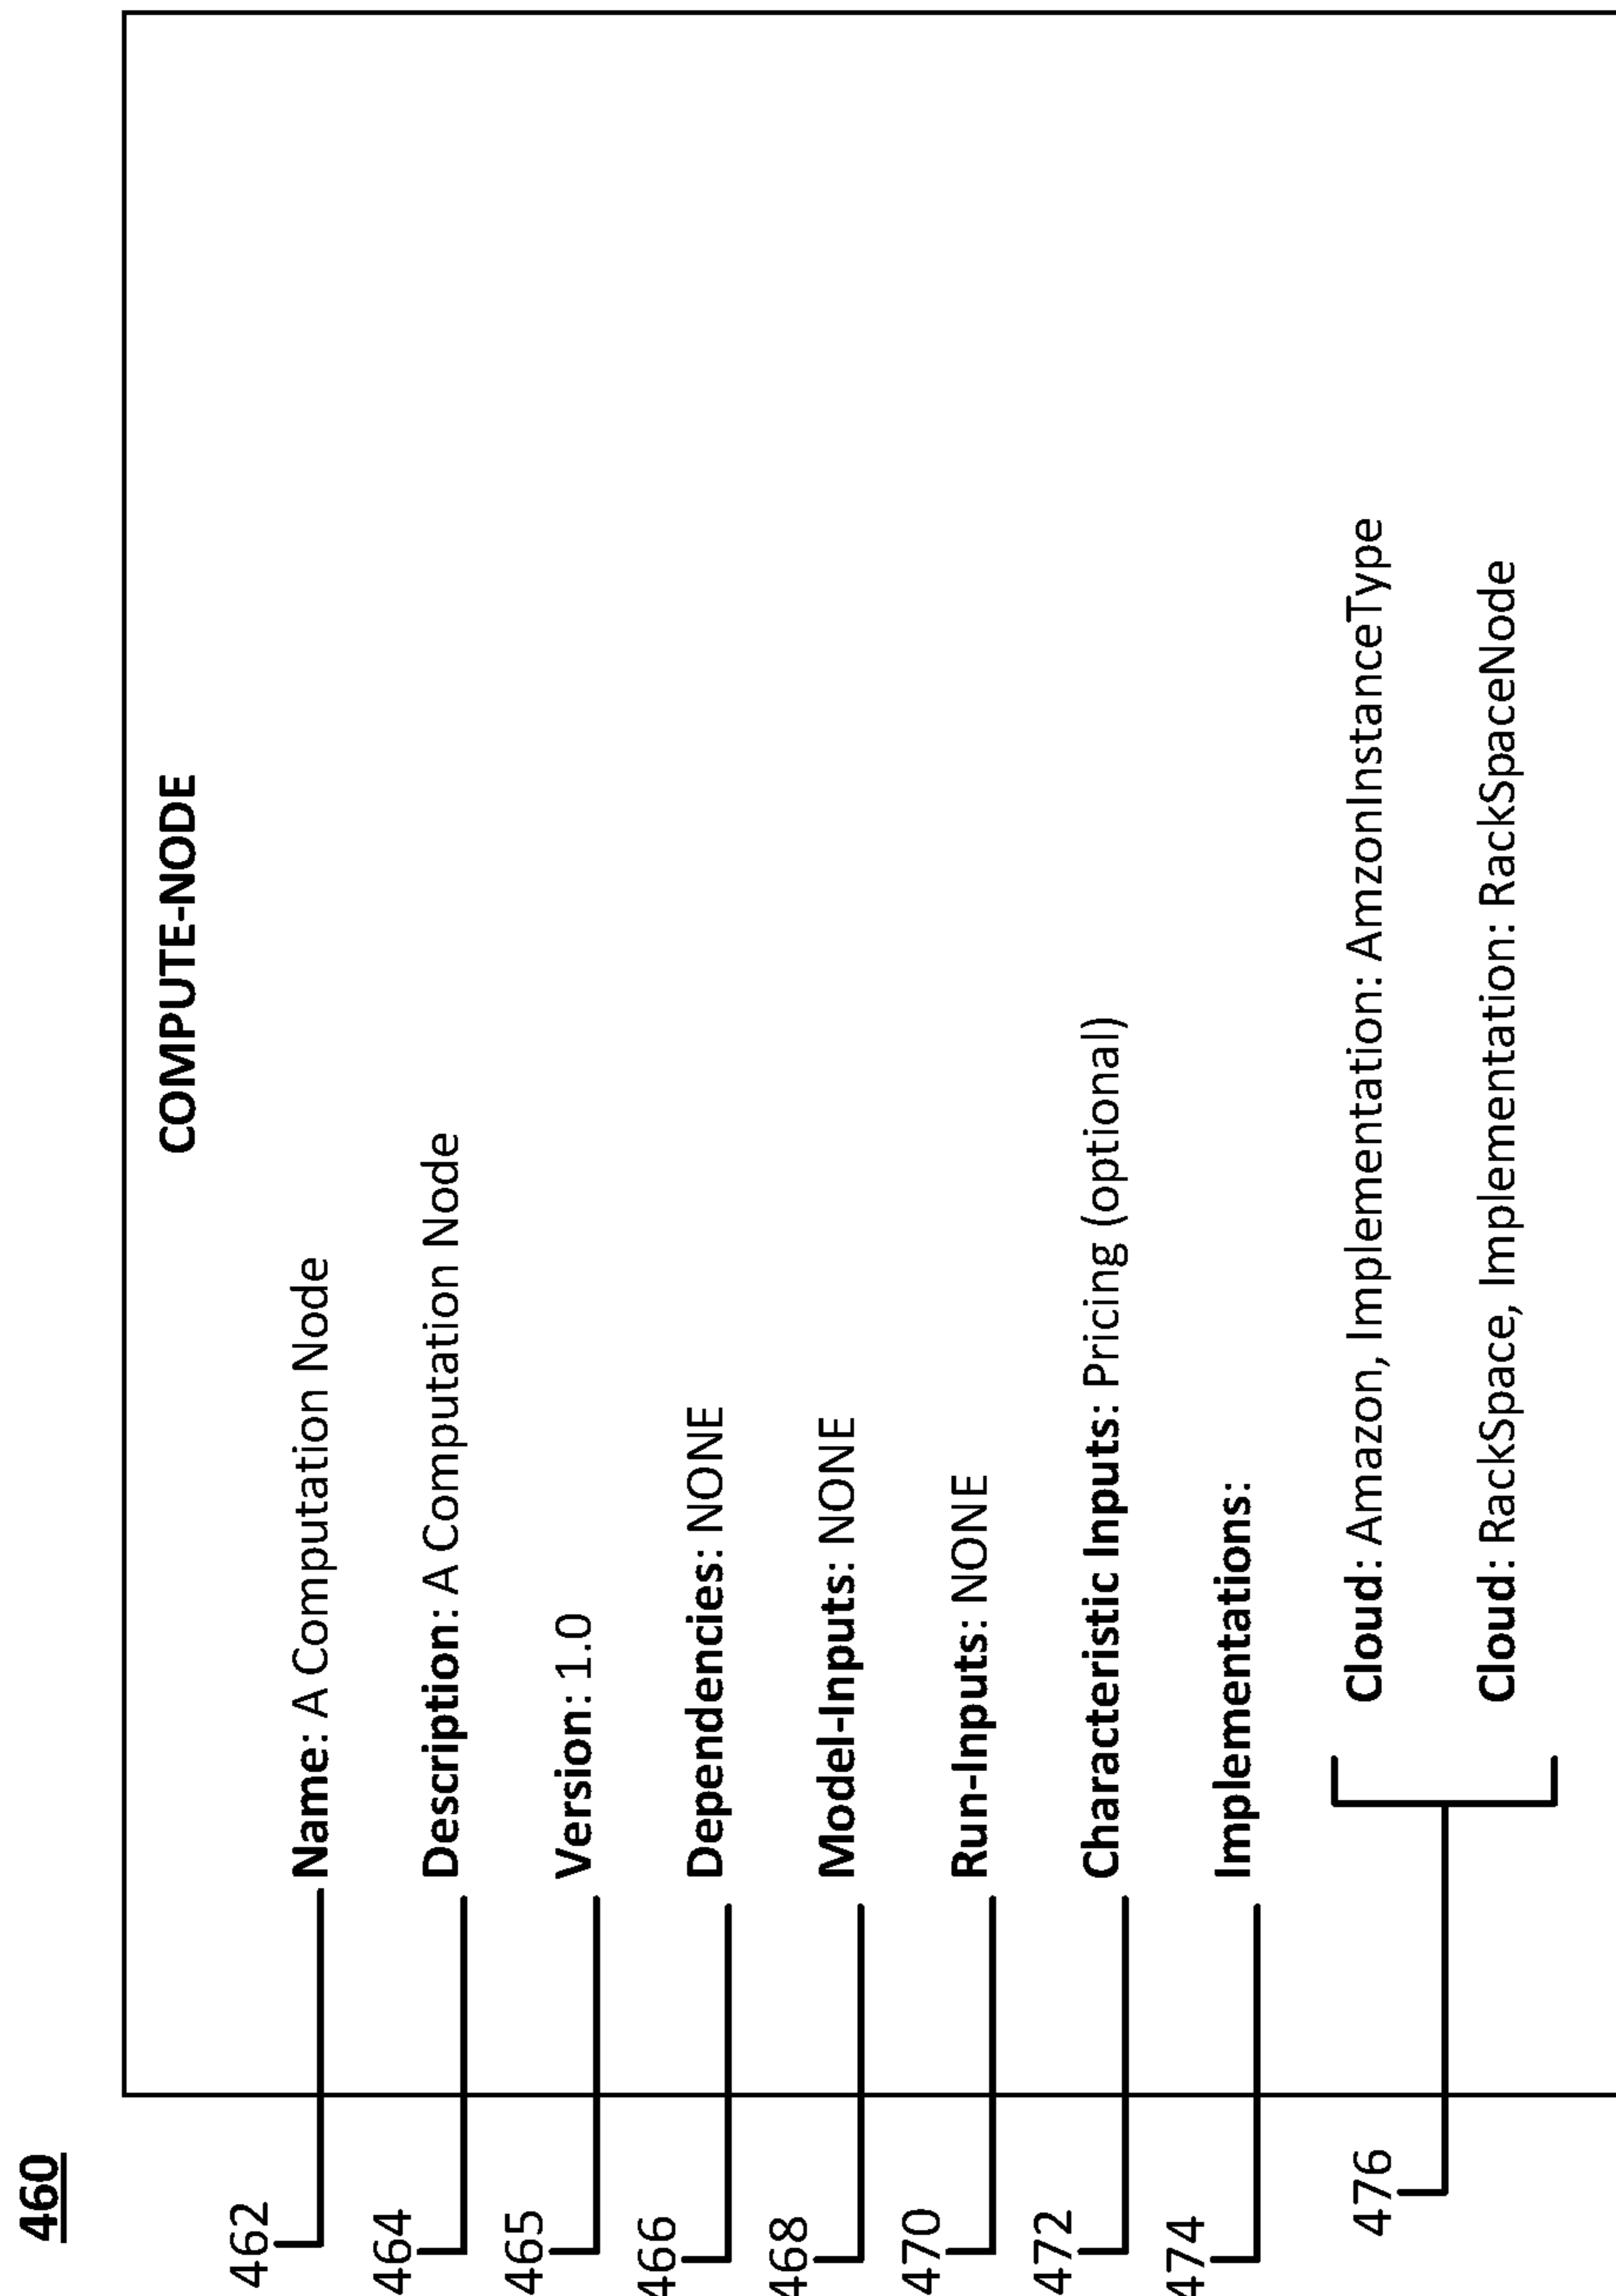 460
COMPUTE-NODE
462 Name: A Computation Node
464 Description: A Computation Node
465 Version: 1.0
466 Dependencies: NONE
468 Model-Inputs: NONE
470 Run-Inputs: NONE
472 Characteristic Inputs: Pricing (optional)
474 Implementations:
476 Cloud: Amazon, Implementation: AmzonInstanceType
Cloud: RackSpace, Implementation: RackSpaceNode